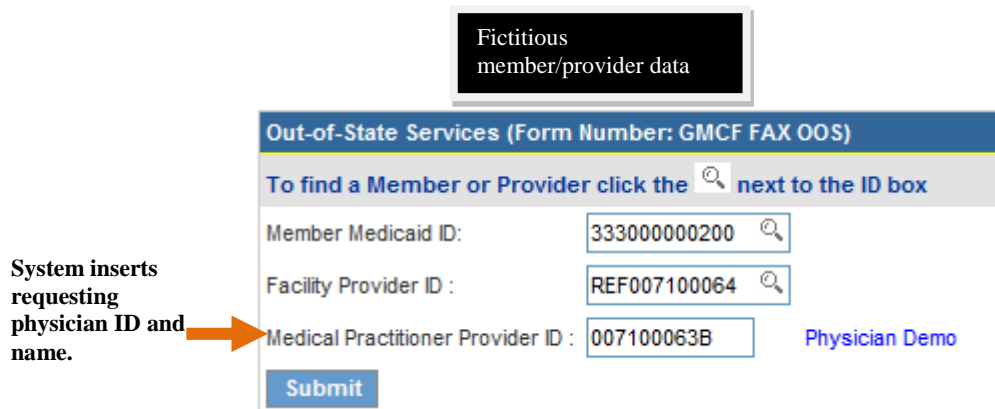 Fictitious
member/provider data
Out-of-State Services (Form Number: GMCF FAX OOS)
To find a Member or Provider click the next to the ID box
Member Medicaid ID: 333000000200
Facility Provider ID : REF007100064
System inserts
requesting
physician ID and
name.
Medical Practitioner Provider ID : 007100063B Physician Demo
Submit